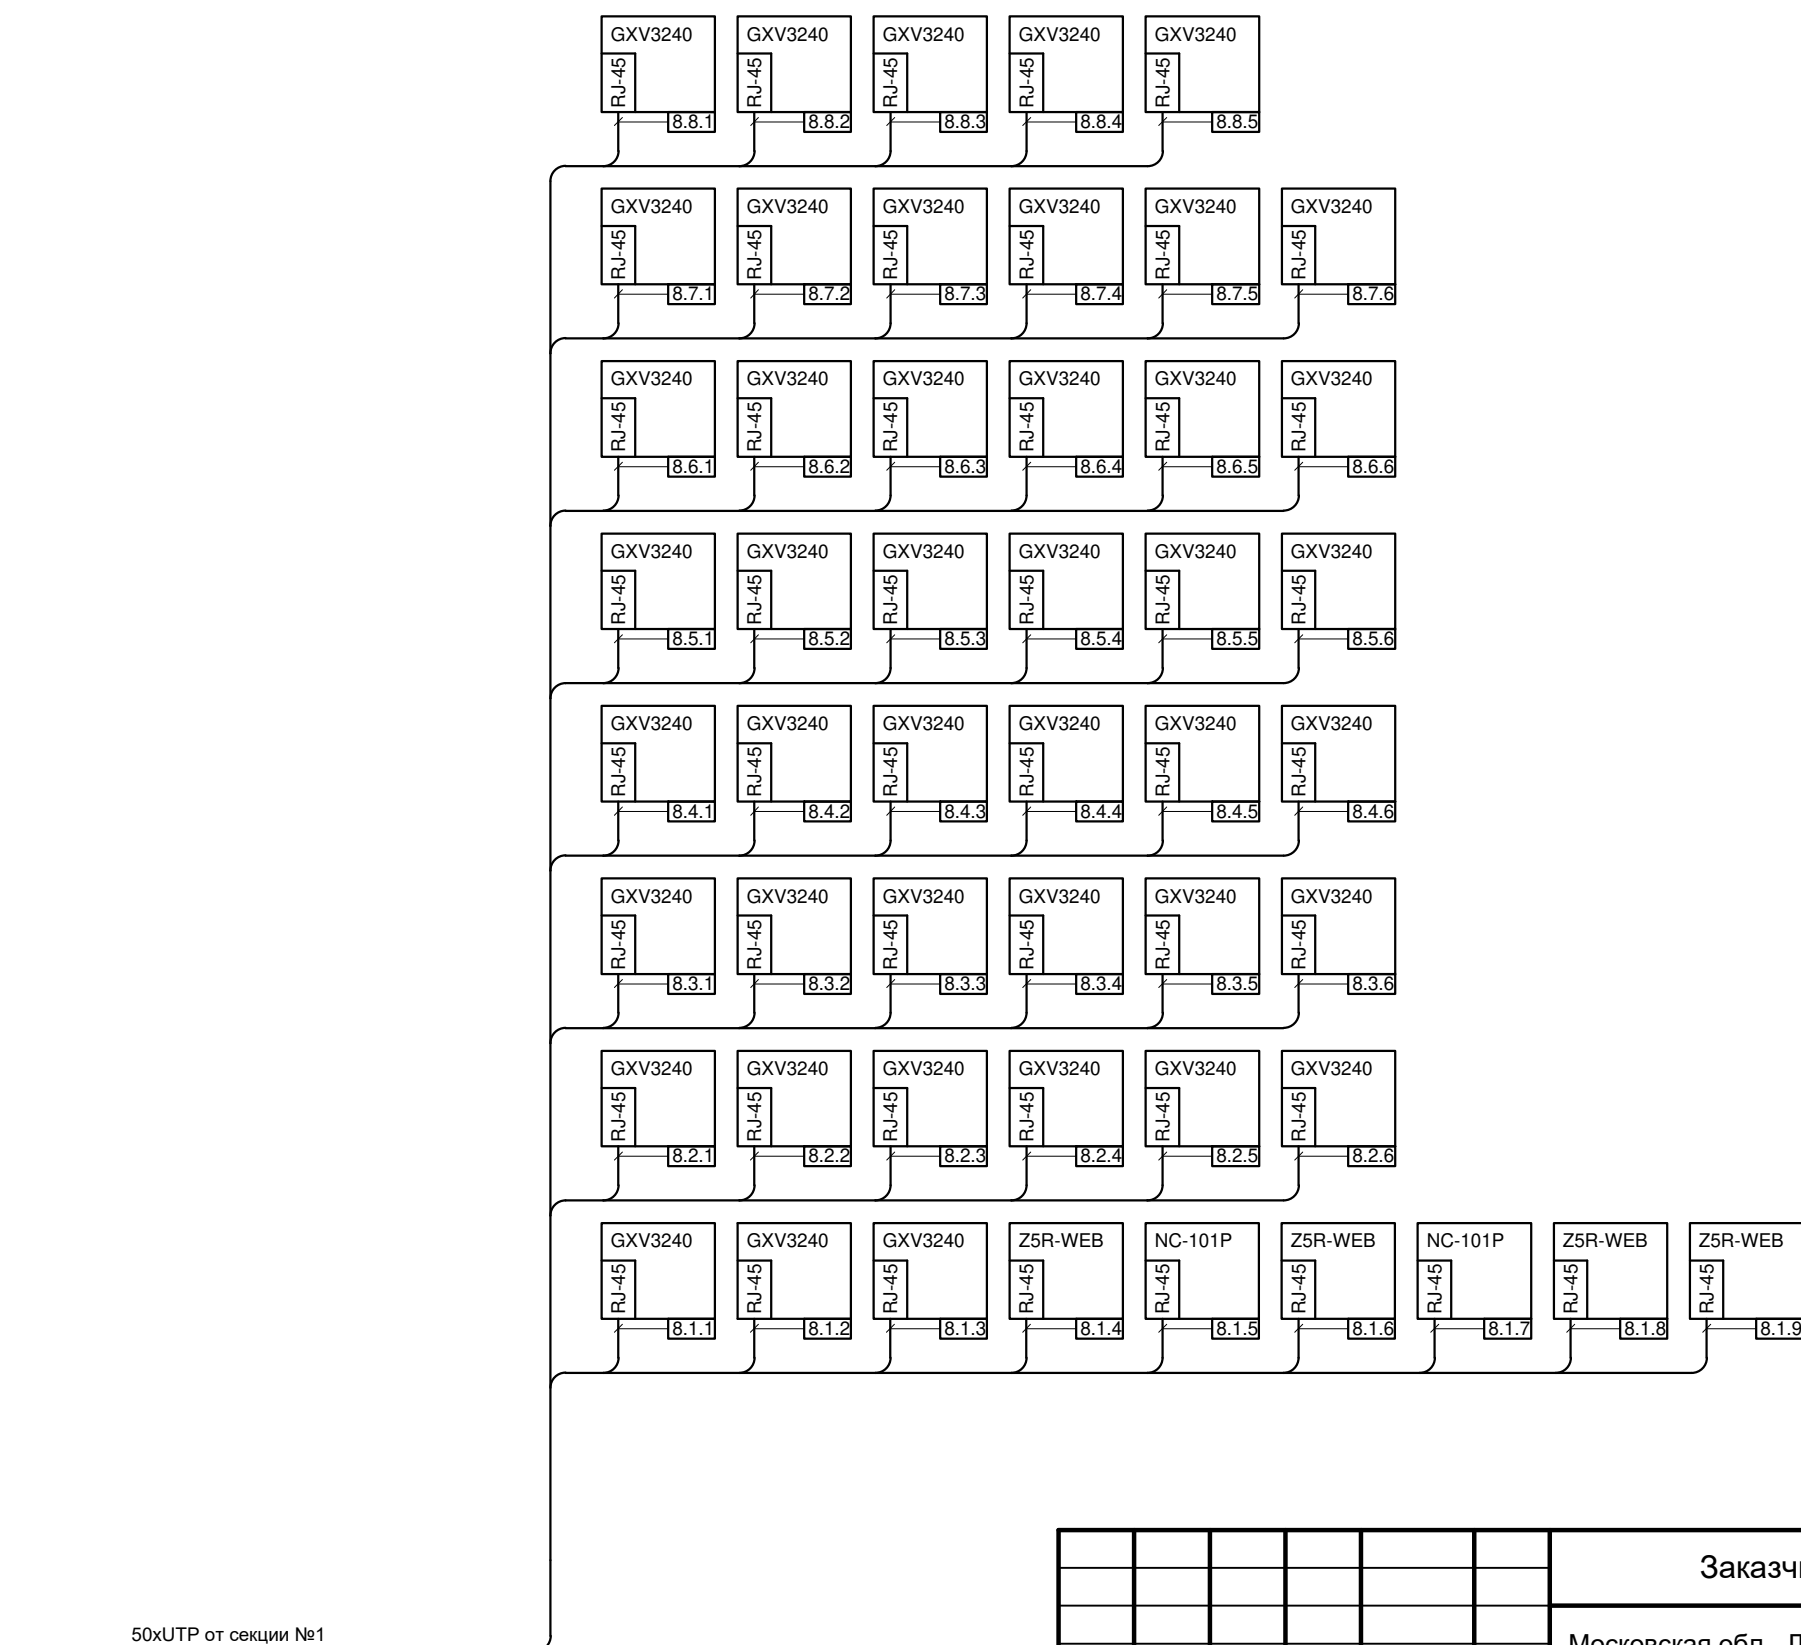 GXV3240 GXV3240 GXV3240 GXV3240 GXV3240
RJ-45 RJ-45 RJ-45 RJ-45 RJ-45
8.8.1 8.8.2 8.8.3 8.8.4 8.8.5
GXV3240 GXV3240 GXV3240 GXV3240 GXV3240 GXV3240
RJ-45 RJ-45 RJ-45 RJ-45 RJ-45 RJ-45
8.7.1 8.7.2 8.7.3 8.7.4 8.7.5 8.7.6
GXV3240 GXV3240 GXV3240 GXV3240 GXV3240 GXV3240
RJ-45 RJ-45 RJ-45 RJ-45 RJ-45 RJ-45
8.6.1 8.6.2 8.6.3 8.6.4 8.6.5 8.6.6
GXV3240 GXV3240 GXV3240 GXV3240 GXV3240 GXV3240
RJ-45 RJ-45 RJ-45 RJ-45 RJ-45 RJ-45
8.5.1 8.5.2 8.5.3 8.5.4 8.5.5 8.5.6
GXV3240 GXV3240 GXV3240 GXV3240 GXV3240 GXV3240
RJ-45 RJ-45 RJ-45 RJ-45 RJ-45 RJ-45
8.4.1 8.4.2 8.4.3 8.4.4 8.4.5 8.4.6
GXV3240 GXV3240 GXV3240 GXV3240 GXV3240 GXV3240
RJ-45 RJ-45 RJ-45 RJ-45 RJ-45 RJ-45
8.3.1 8.3.2 8.3.3 8.3.4 8.3.5 8.3.6
GXV3240 GXV3240 GXV3240 GXV3240 GXV3240 GXV3240
RJ-45 RJ-45 RJ-45 RJ-45 RJ-45 RJ-45
8.2.1 8.2.2 8.2.3 8.2.4 8.2.5 8.2.6
GXV3240 GXV3240 GXV3240 Z5R-WEB NC-101P Z5R-WEB NC-101P Z5R-WEB Z5R-WEB
RJ-45 RJ-45 RJ-45 RJ-45 RJ-45 RJ-45 RJ-45 RJ-45 RJ-45
8.1.1 8.1.2 8.1.3 8.1.4 8.1.5 8.1.6 8.1.7 8.1.8 8.1.9
Заказч
50xUTP от секции №1
Московская обл.